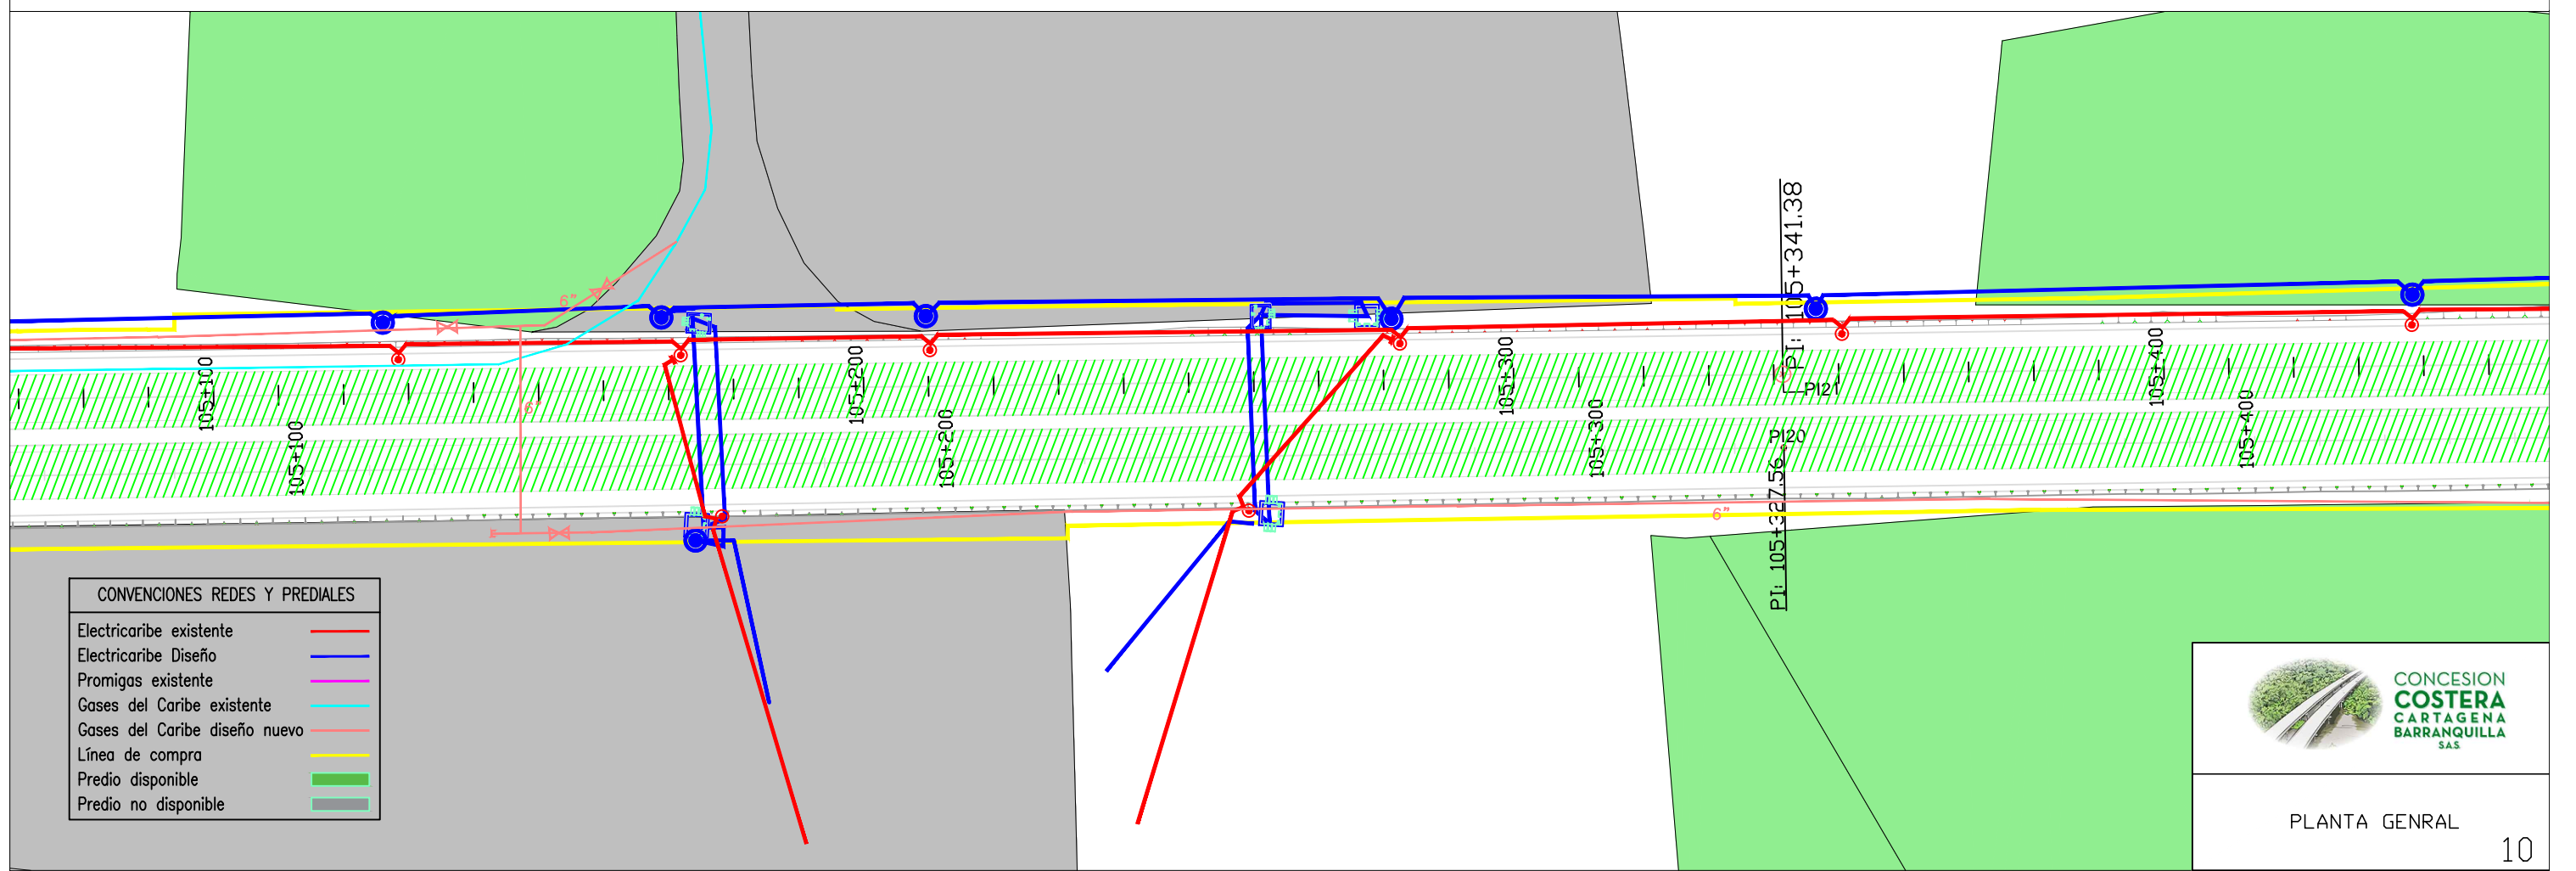 PI: 105+341.38
6"
105+100
6"
105+200
105+300
PI21
105+400
105+100
105+200
105+300
PI20
105+400
PI: 105+327.56
6"
CONVENCIONES REDES Y PREDIALES
Electricaribe existente
Electricaribe Diseño
Promigas existente
Gases del Caribe existente
Gases del Caribe diseño nuevo
Línea de compra
Predio disponible
Predio no disponible
CONCESION
COSTERA
CARTAGENA
BARRANQUILLA
S.A.S.
PLANTA GENRAL
10